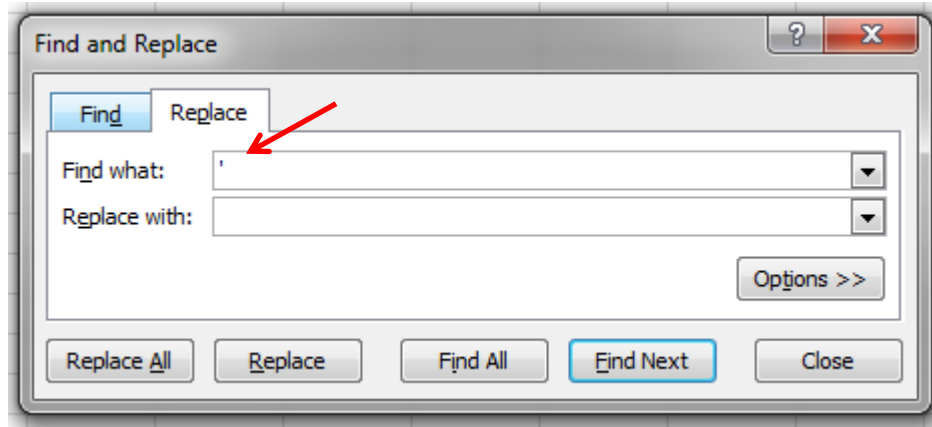 Find and Replace
?
X
Find
Replace
Find what:
'
Replace with:
Options >>
Replace All
Replace
Find All
Find Next
Close